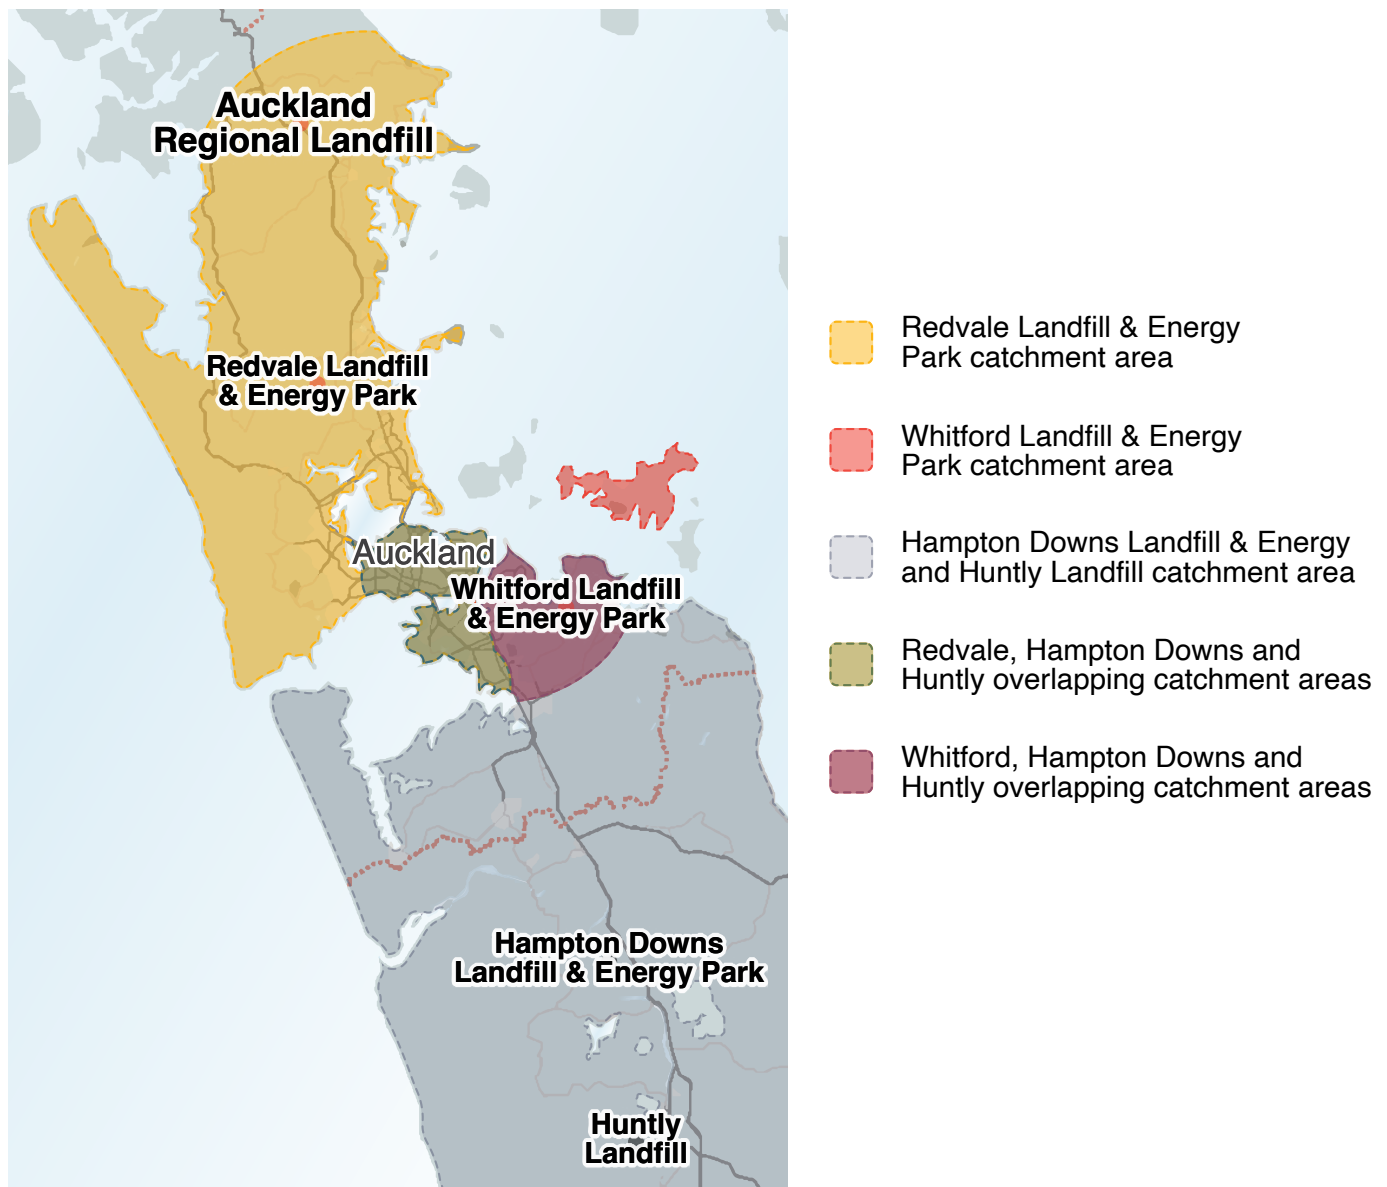 Auckland
Regional Landfill
Redvale Landfill
& Energy Park
Auckland
Whitford Landfill
& Energy Park
Hampton Downs
Landfill & Energy Park
Huntly
Landfill
Redvale Landfill & Energy
Park catchment area
Whitford Landfill & Energy
Park catchment area
Hampton Downs Landfill & Energy
and Huntly Landfill catchment area
Redvale, Hampton Downs and
Huntly overlapping catchment areas
Whitford, Hampton Downs and
Huntly overlapping catchment areas